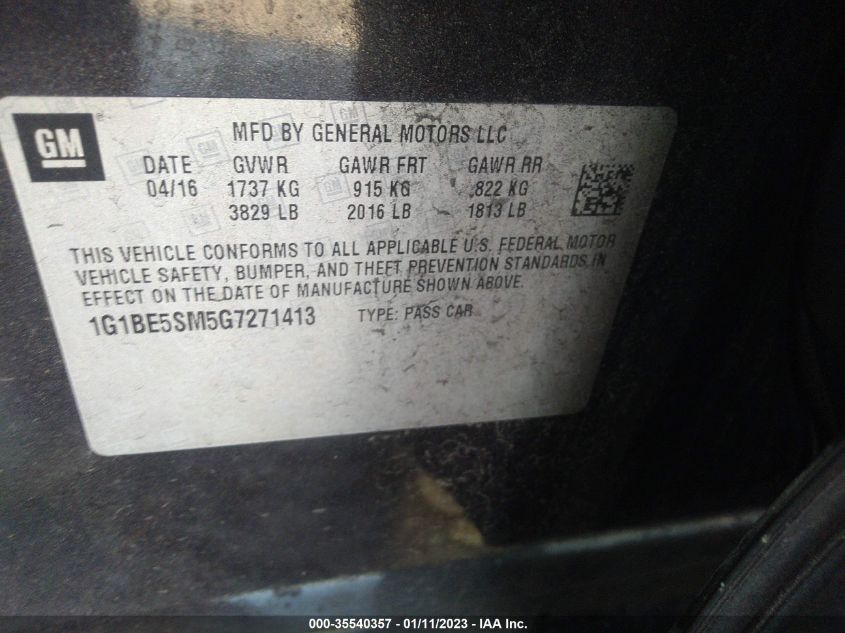 GM
MFD BY GENERAL MOTORS LLC
DATE GVWR GAWR FRT GAWR RR
04/16 1737 KG 915 KG 822 KG
3829 LB 2016 LB 1813 LB
THIS VEHICLE CONFORMS TO ALL APPLICABLE U.S. FEDERAL MOTOR
VEHICLE SAFETY, BUMPER, AND THEFT PREVENTION STANDARDS IN
EFFECT ON THE DATE OF MANUFACTURE SHOWN ABOVE.
1G1BE5SM5G7271413 TYPE: PASS CAR
000-35540357 - 01/11/2023 - IAA Inc.